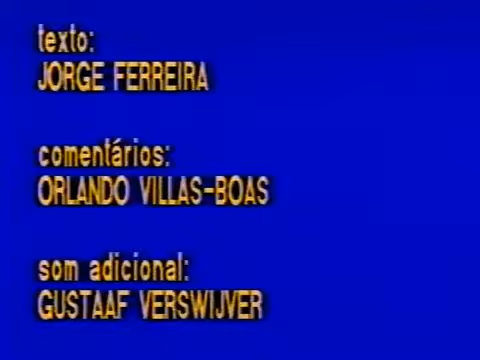 texto:
JORGE FERREIRA
comentários:
ORLANDO VILLAS-BOAS
som adicional:
GUSTAAF VERSWIJVER